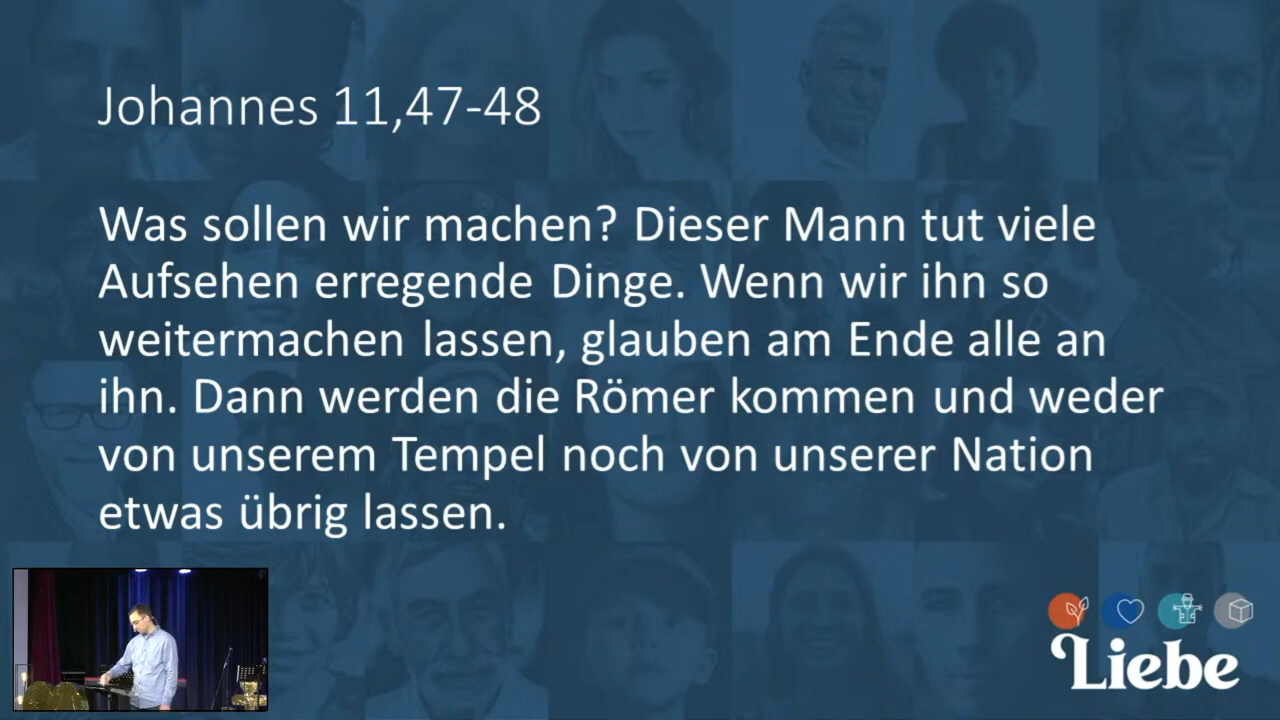 Johannes 11,47-48
Was sollen wir machen? Dieser Mann tut viele
Aufsehen erregende Dinge. Wenn wir ihn so
weitermachen lassen, glauben am Ende alle an
ihn. Dann werden die Römer kommen und weder
von unserem Tempel noch von unserer Nation
etwas übrig lassen.
Liebe